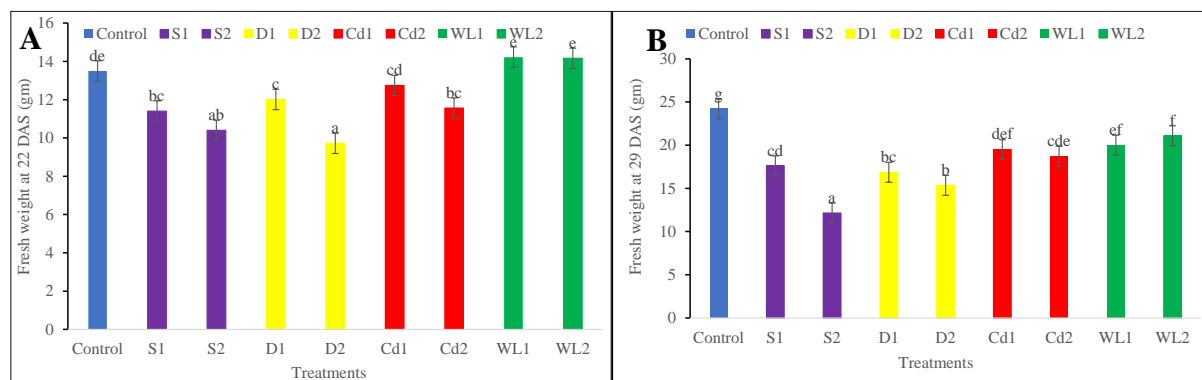 A
Control S1 S2 D1 D2 Cd1 Cd2 WL1 WL2
Fresh weight at 22 DAS (gm)
16
14
12
10
8
6
4
2
0
de bc ab c a cd bc e e
Control S1 S2 D1 D2 Cd1 Cd2 WL1 WL2
Treatments
B
Control S1 S2 D1 D2 Cd1 Cd2 WL1 WL2
Fresh weight at 29 DAS (gm)
30
25
20
15
10
5
0
g cd a bc b def cde ef f
Control S1 S2 D1 D2 Cd1 Cd2 WL1 WL2
Treatments